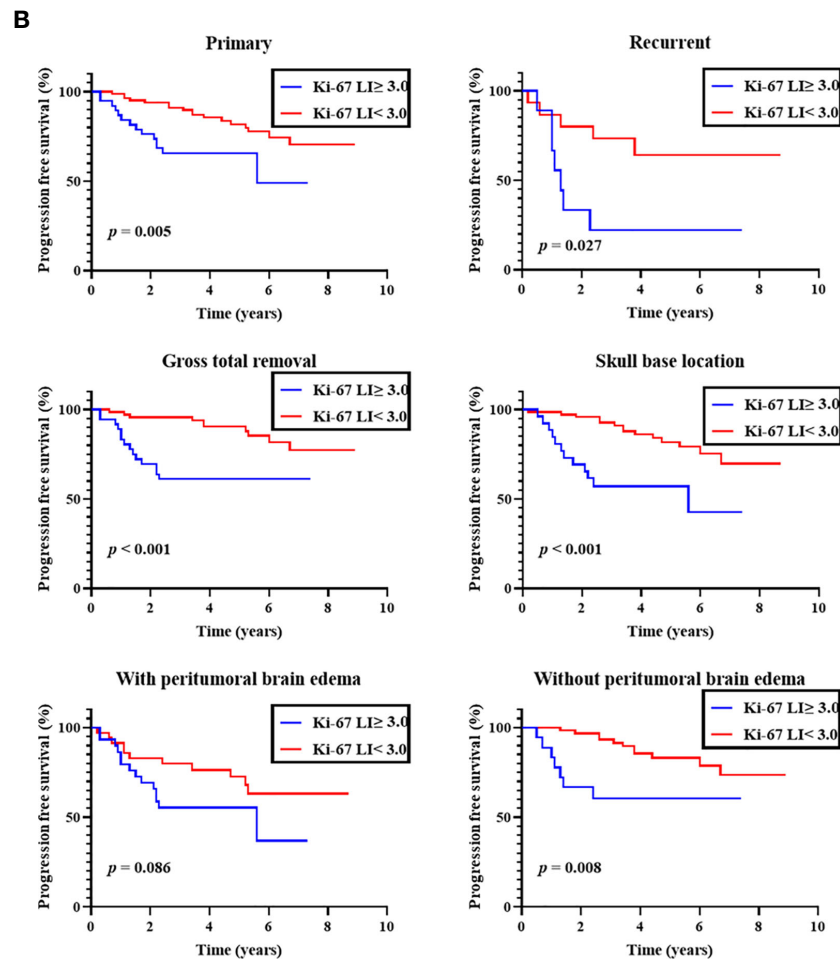 B
Primary
Ki-67 LI≥ 3.0
Ki-67 LI< 3.0
Progression free survival (%)
100
50
0
p = 0.005
0 2 4 6 8 10
Time (years)
Recurrent
Ki-67 LI≥ 3.0
Ki-67 LI< 3.0
Progression free survival (%)
100
50
0
p = 0.027
0 2 4 6 8 10
Time (years)
Gross total removal
Ki-67 LI≥ 3.0
Ki-67 LI< 3.0
Progression free survival (%)
100
50
0
p < 0.001
0 2 4 6 8 10
Time (years)
Skull base location
Ki-67 LI≥ 3.0
Ki-67 LI< 3.0
Progression free survival (%)
100
50
0
p < 0.001
0 2 4 6 8 10
Time (years)
With peritumoral brain edema
Ki-67 LI≥ 3.0
Ki-67 LI< 3.0
Progression free survival (%)
100
50
0
p = 0.086
0 2 4 6 8 10
Time (years)
Without peritumoral brain edema
Ki-67 LI≥ 3.0
Ki-67 LI< 3.0
Progression free survival (%)
100
50
0
p = 0.008
0 2 4 6 8 10
Time (years)